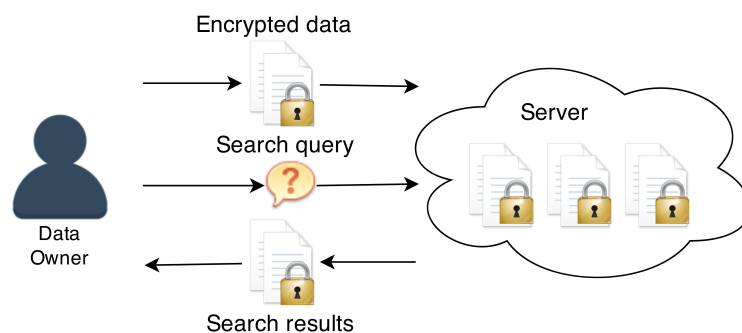 Encrypted data
Server
Search query
?
Data
Owner
Search results